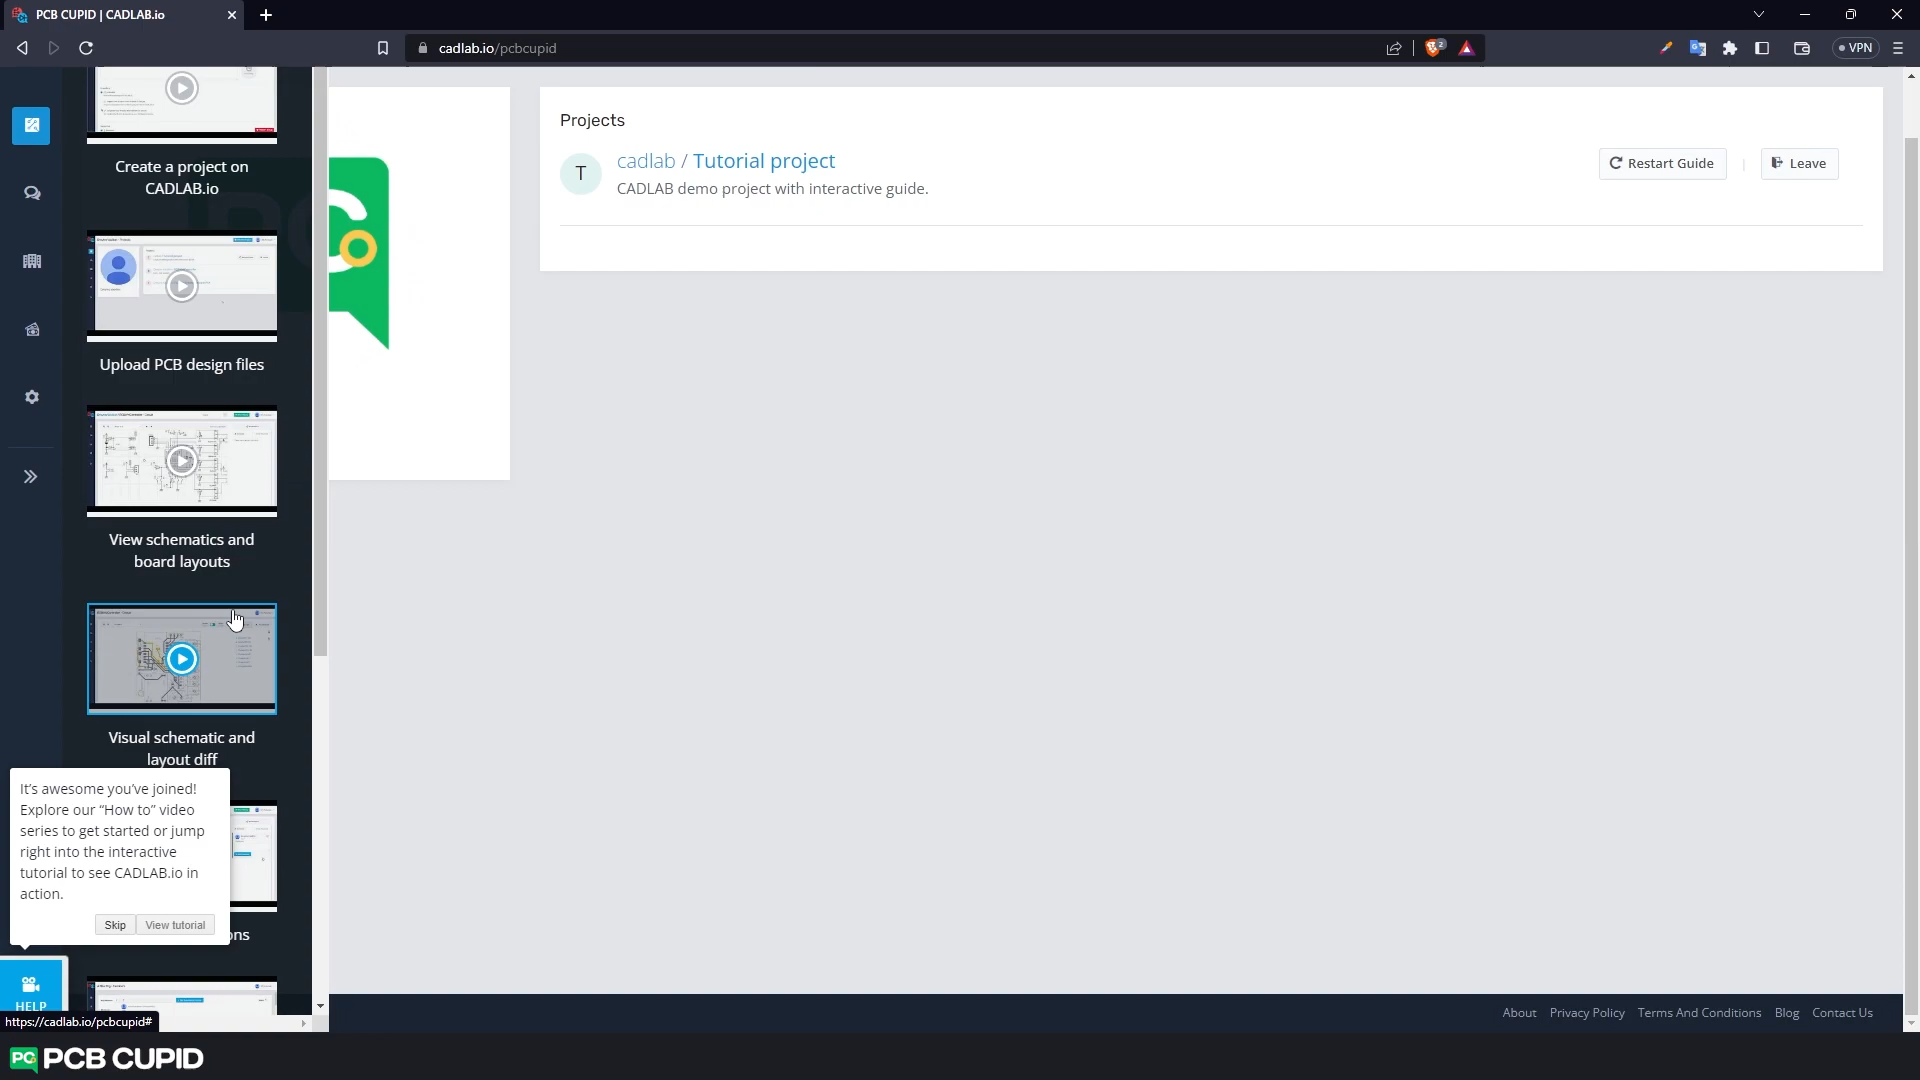 PCB CUPID | CADLAB.io
cadlab.io/pcbcupid
2
VPN
Create a project on
CADLAB.io
Upload PCB design files
View schematics and
board layouts
Visual schematic and
layout diff
ons
It's awesome you've joined!
Explore our “How to” video
series to get started or jump
right into the interactive
tutorial to see CADLAB.io in
action.
Skip
View tutorial
HELP
https://cadlab.io/pcbcupid#
Projects
T
cadlab / Tutorial project
CADLAB demo project with interactive guide.
Restart Guide
Leave
About
Privacy Policy
Terms And Conditions
Blog
Contact Us
PC PCB CUPID